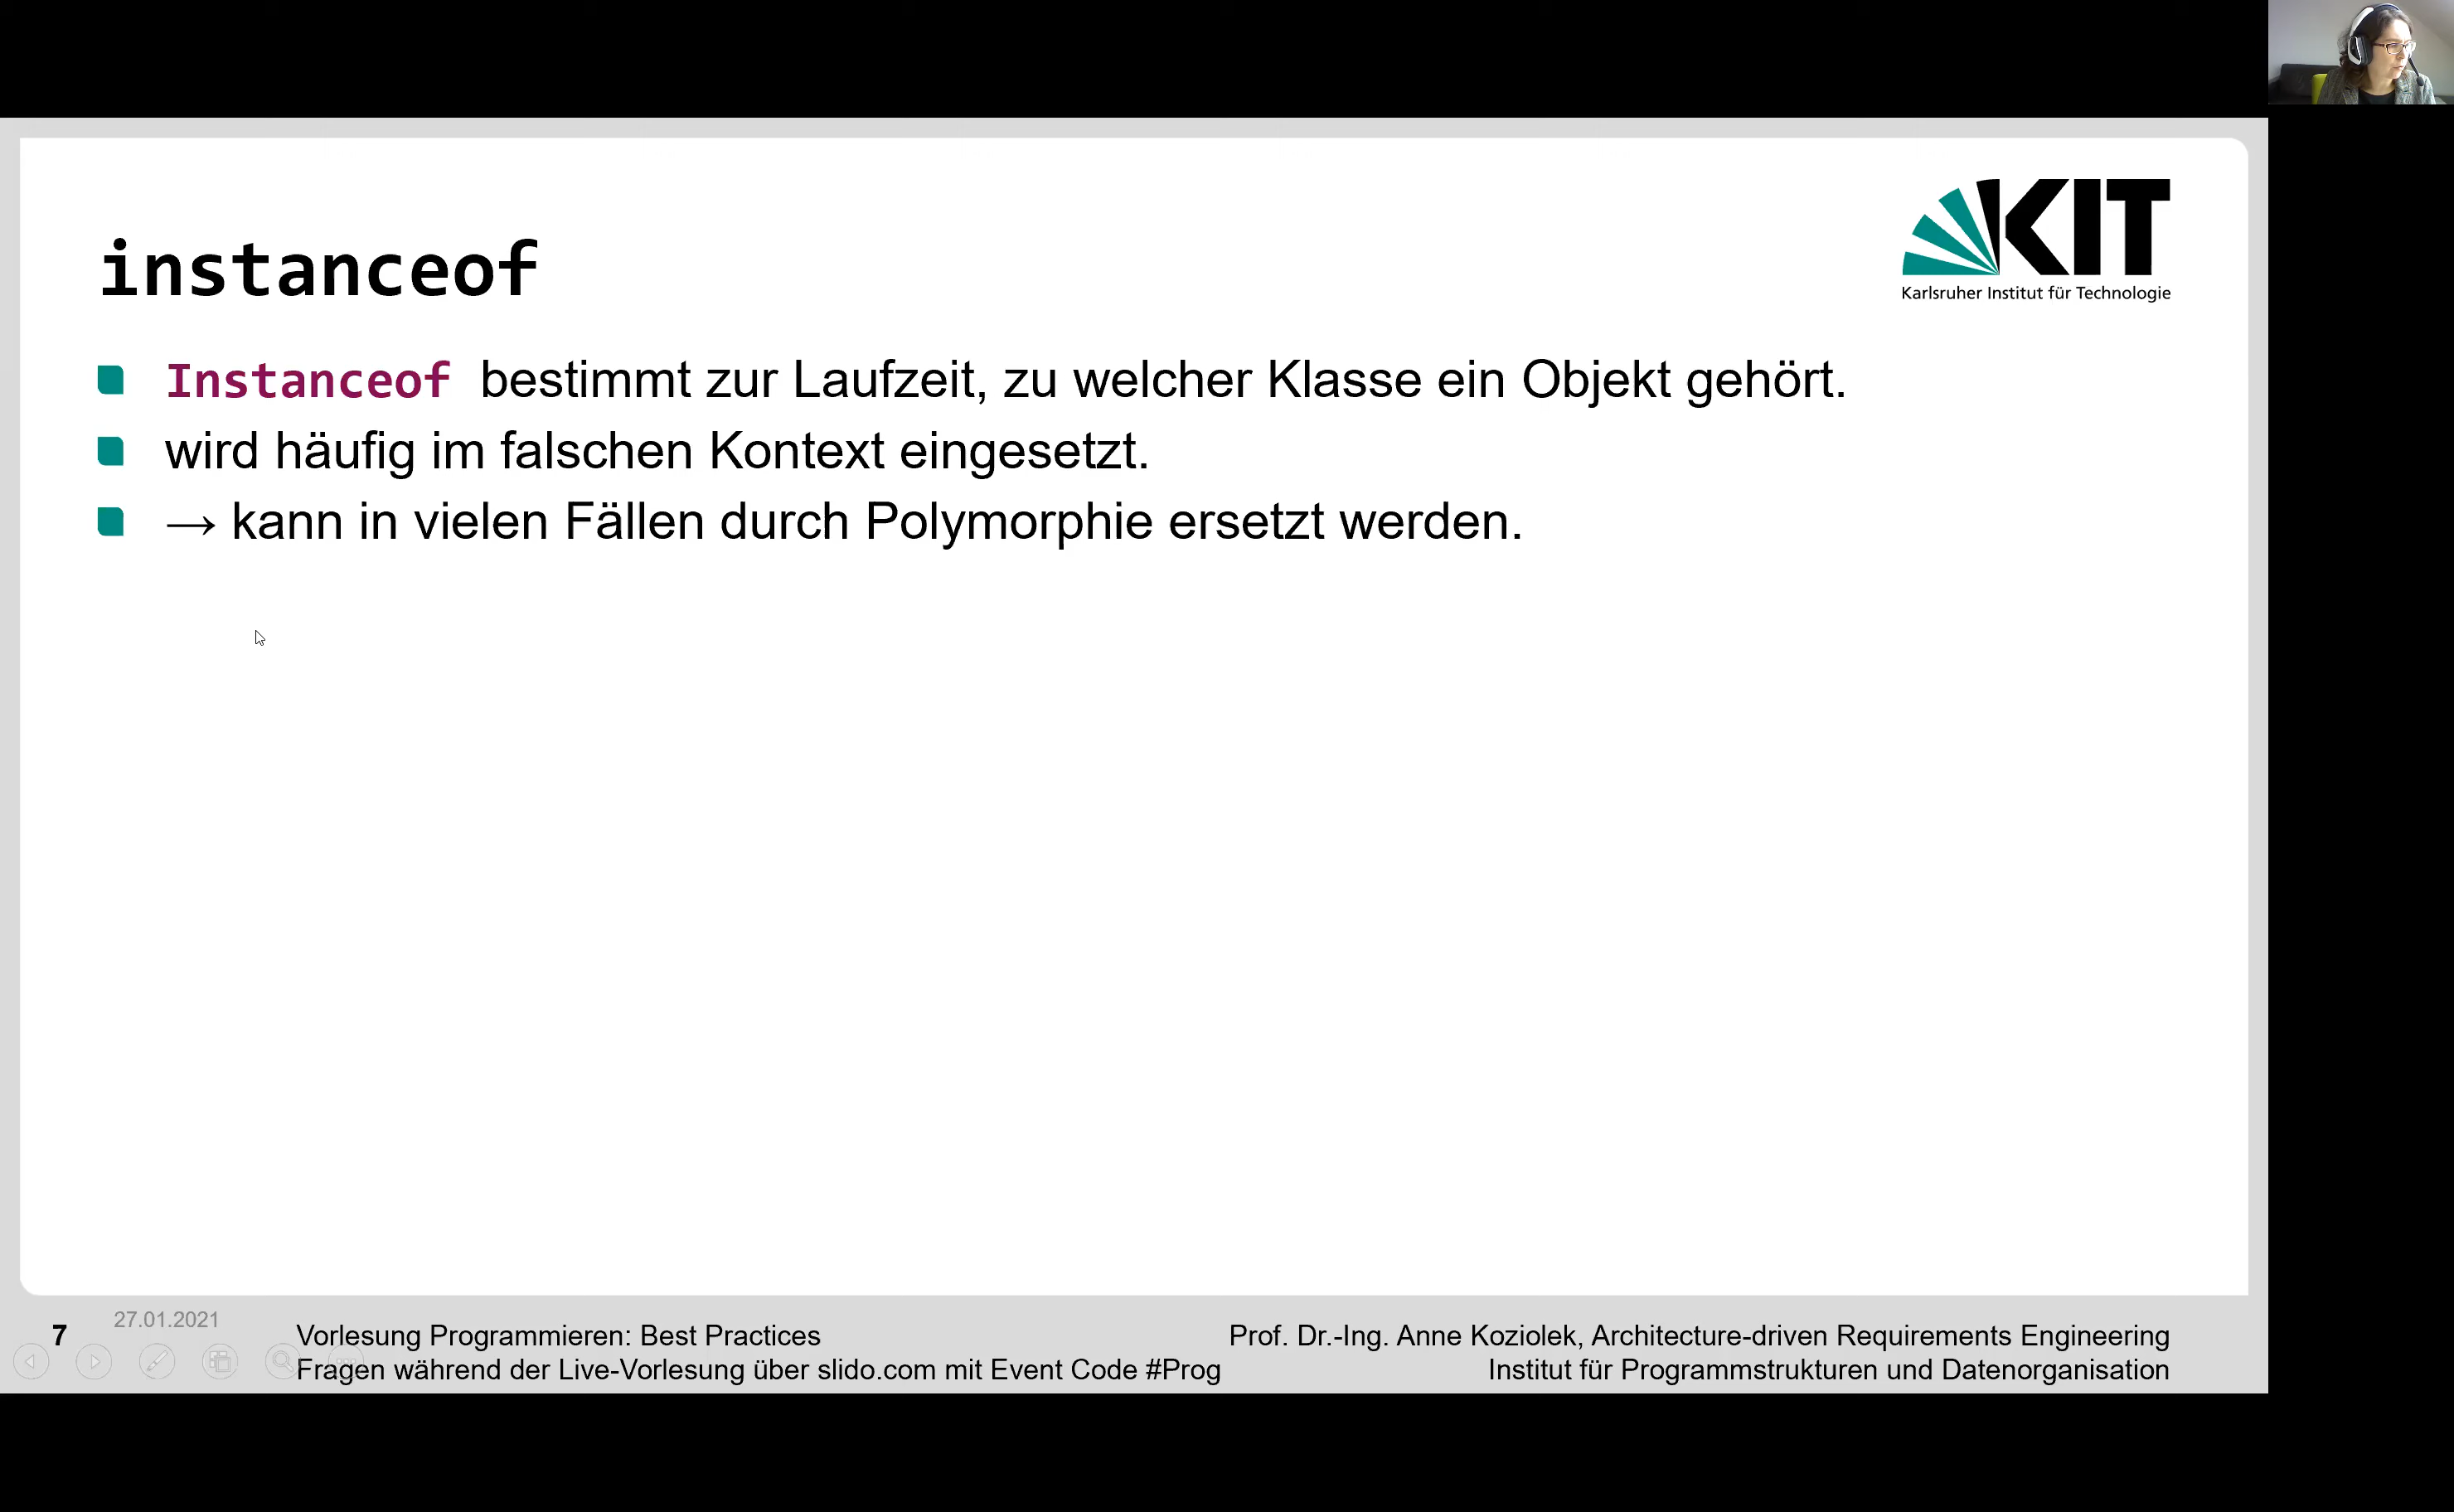 instanceof
KIT
Karlsruher Institut für Technologie
Instanceof bestimmt zur Laufzeit, zu welcher Klasse ein Objekt gehört.
wird häufig im falschen Kontext eingesetzt.
→ kann in vielen Fällen durch Polymorphie ersetzt werden.
7
27.01.2021
Vorlesung Programmieren: Best Practices
Fragen während der Live-Vorlesung über slido.com mit Event Code #Prog
Prof. Dr.-Ing. Anne Koziolek, Architecture-driven Requirements Engineering
Institut für Programmstrukturen und Datenorganisation